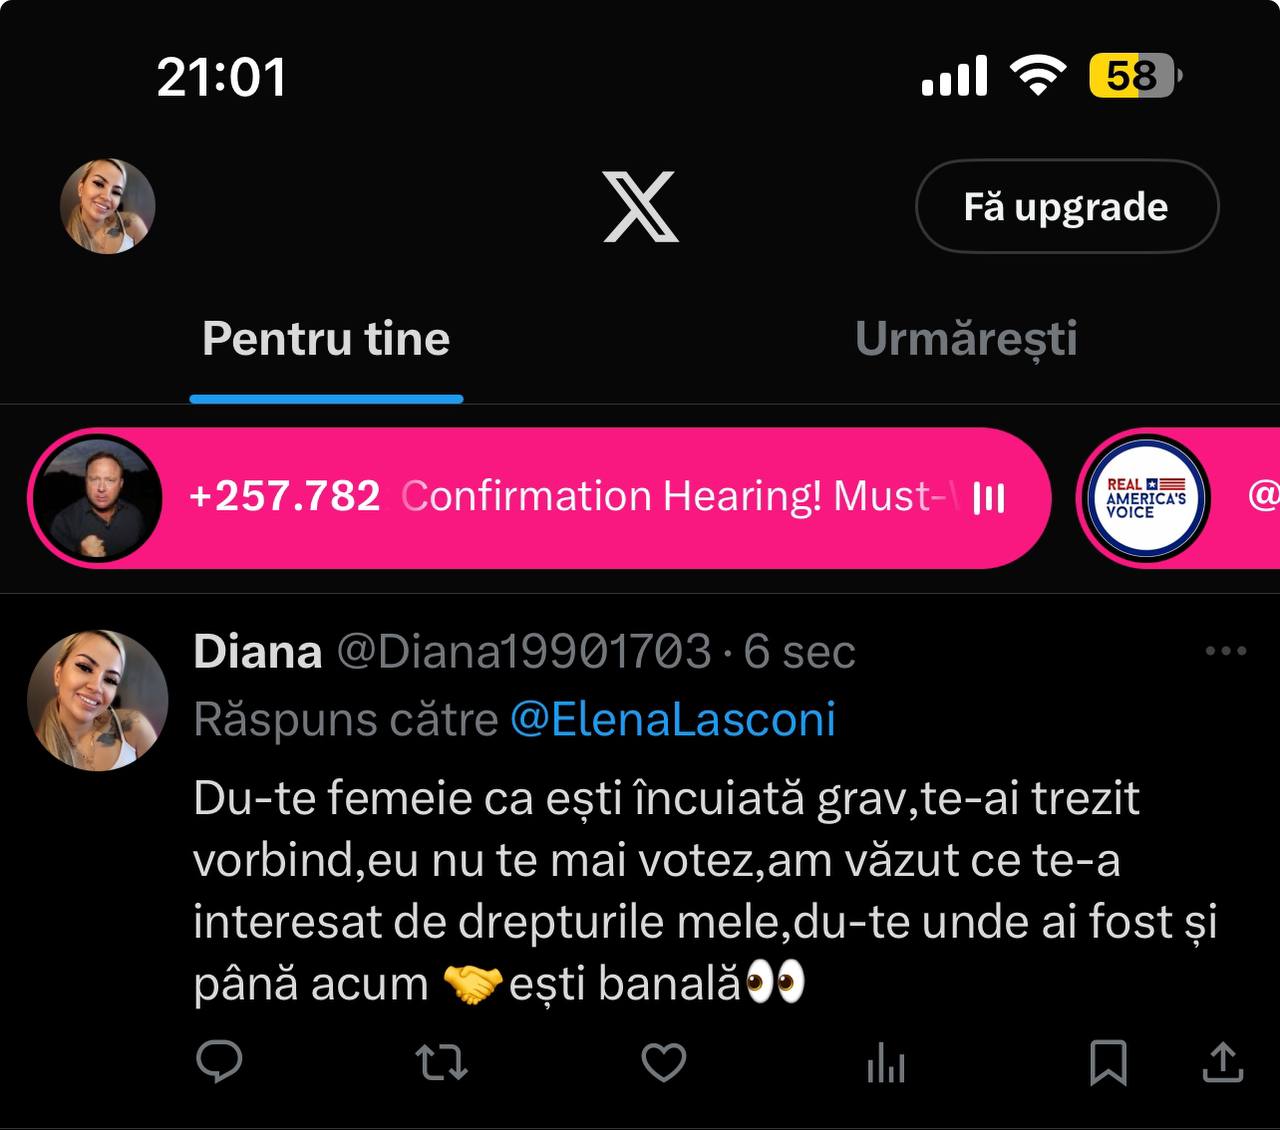 21:01
58
Fă upgrade
Pentru tine
Urmărești
+257.782 Confirmation Hearing! Must-
REAL AMERICA'S VOICE
@
Diana @Diana19901703 · 6 sec
Răspuns către @ElenaLasconi
Du-te femeie ca ești încuiată grav,te-ai trezit
vorbind,eu nu te mai votez,am văzut ce te-a
interesat de drepturile mele,du-te unde ai fost și
până acum 🤝ești banală👀